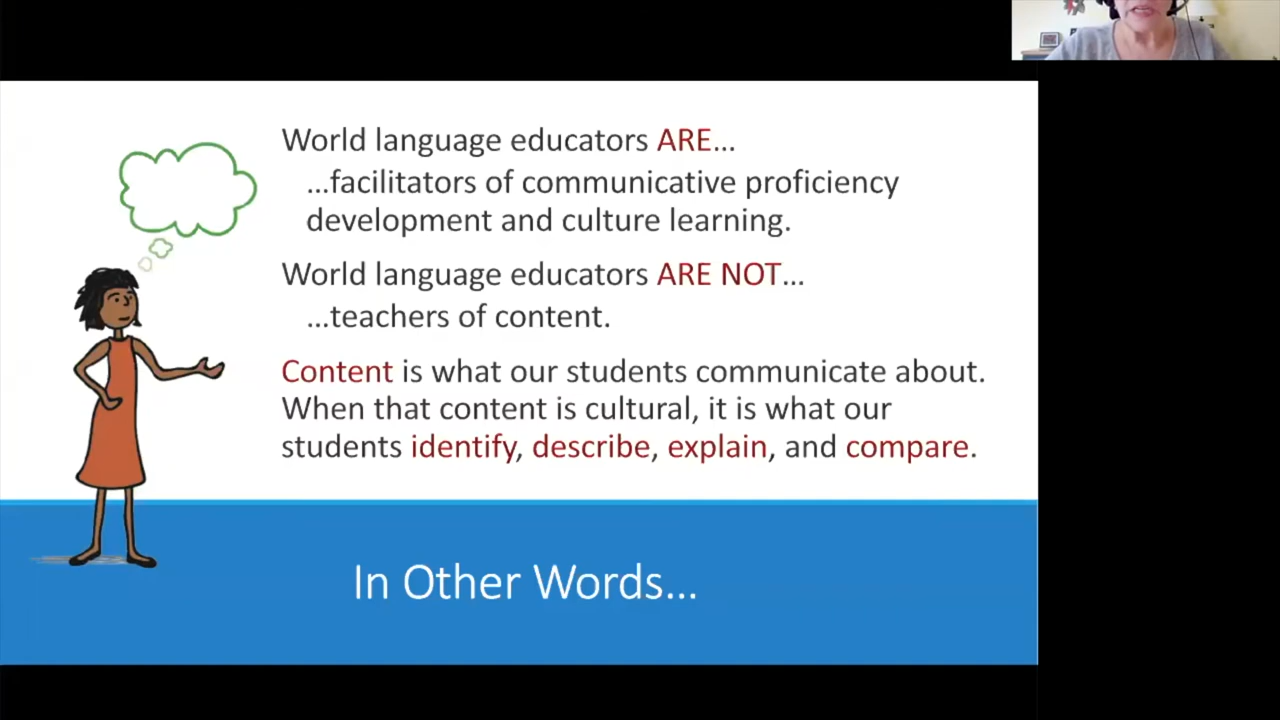 World language educators ARE…
…facilitators of communicative proficiency
development and culture learning.
World language educators ARE NOT…
…teachers of content.
Content is what our students communicate about.
When that content is cultural, it is what our
students identify, describe, explain, and compare.
In Other Words…